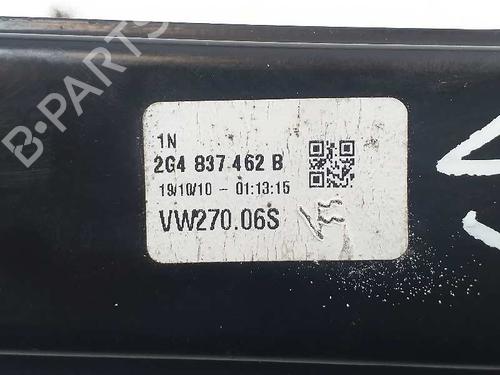 B-PARTS
1N
2G4 837 462 B
19/10/10 - 01:13:15
VW270.06S